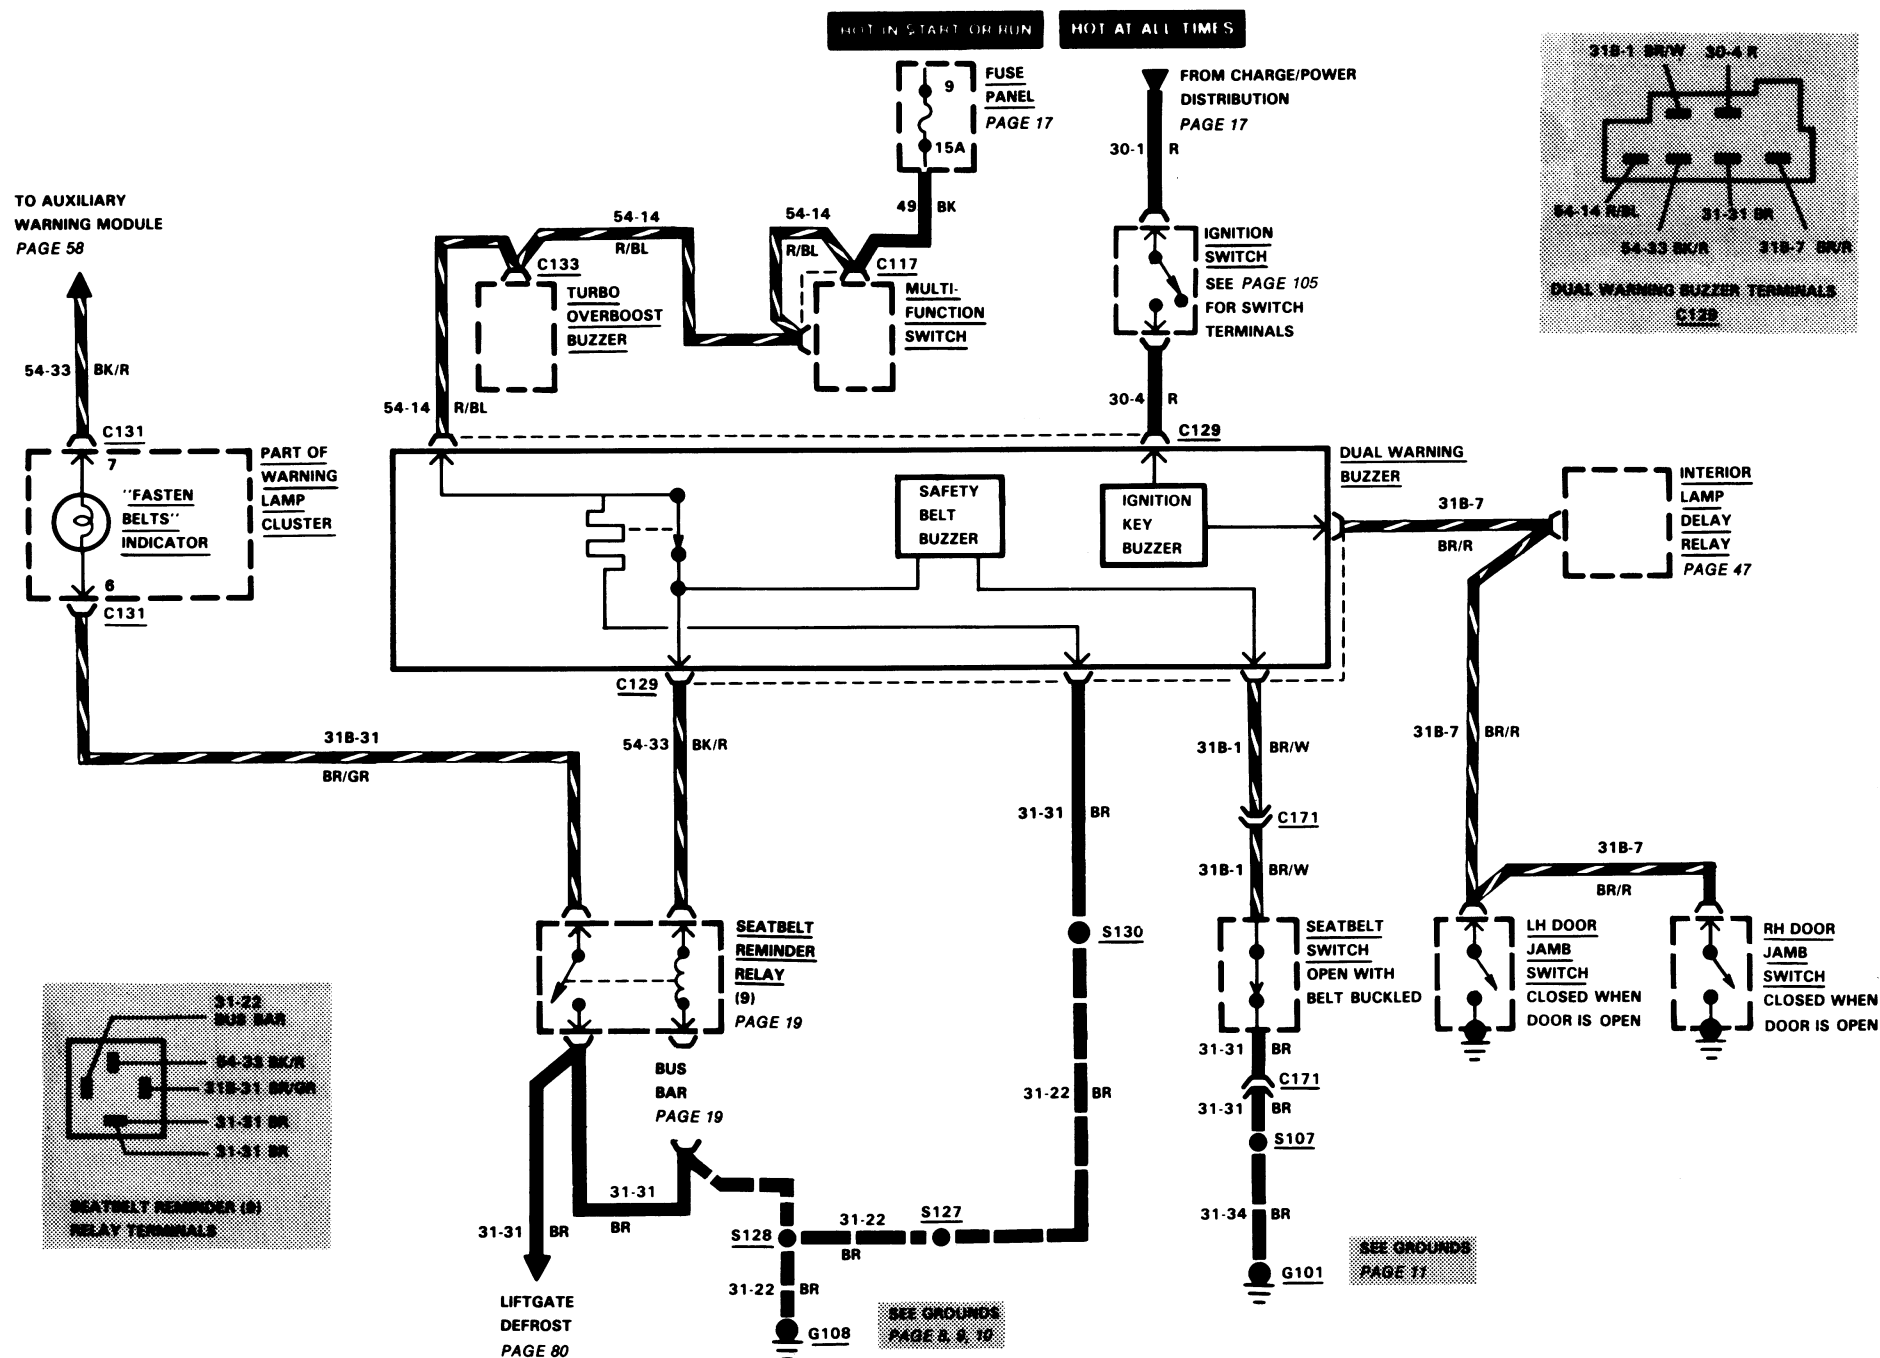 HOT IN START OR RUN
HOT AT ALL TIMES
9
15A
FUSE
PANEL
PAGE 17
FROM CHARGE/POWER
DISTRIBUTION
PAGE 17
30-1 R
31B-1 BR/W 30-4 R
54-14 R/BL 31-31 BR
54-33 BK/R 31B-7 BR/R
DUAL WARNING BUZZER TERMINALS
C129
TO AUXILIARY
WARNING MODULE
PAGE 58
54-14
R/BL
54-14
R/BL
49 BK
C133
C117
TURBO
OVERBOOST
BUZZER
MULTI-
FUNCTION
SWITCH
IGNITION
SWITCH
SEE PAGE 105
FOR SWITCH
TERMINALS
54-33 BK/R
54-14 R/BL
30-4 R
C131
7
"FASTEN
BELTS"
INDICATOR
6
C131
PART OF
WARNING
LAMP
CLUSTER
C129
SAFETY
BELT
BUZZER
IGNITION
KEY
BUZZER
DUAL WARNING
BUZZER
31B-7
BR/R
INTERIOR
LAMP
DELAY
RELAY
PAGE 47
C129
31B-31
BR/GR
54-33 BK/R
31-31 BR
31B-1 BR/W
C171
31B-1 BR/W
31B-7 BR/R
31B-7
BR/R
SEATBELT
REMINDER
RELAY
(9)
PAGE 19
S130
SEATBELT
SWITCH
OPEN WITH
BELT BUCKLED
LH DOOR
JAMB
SWITCH
CLOSED WHEN
DOOR IS OPEN
RH DOOR
JAMB
SWITCH
CLOSED WHEN
DOOR IS OPEN
31-22
BUS BAR
54-33 BK/R
31B-31 BR/GR
31-31 BR
31-31 BR
SEATBELT REMINDER (9)
RELAY TERMINALS
BUS
BAR
PAGE 19
31-22 BR
31-31 BR
C171
31-31 BR
S107
31-34 BR
G101
SEE GROUNDS
PAGE 11
31-31
BR
31-31 BR
S128
31-22
BR
S127
31-22 BR
G108
SEE GROUNDS
PAGE 8, 9, 10
LIFTGATE
DEFROST
PAGE 80